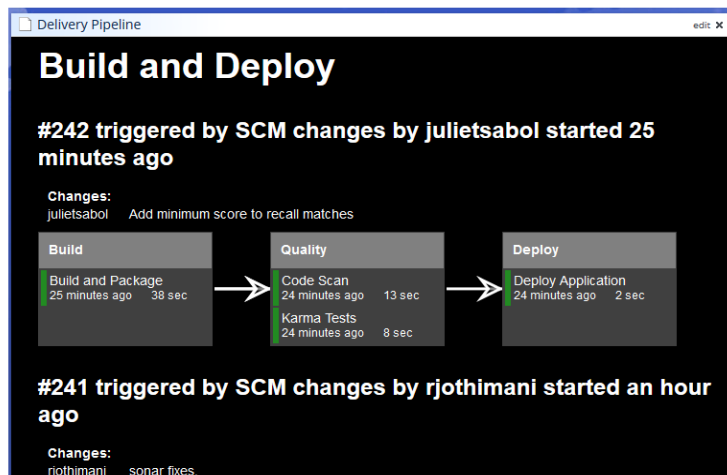 Delivery Pipeline
edit
Build and Deploy
#242 triggered by SCM changes by julietsabol started 25
minutes ago
Changes:
julietsabol Add minimum score to recall matches
Build Quality Deploy
Build and Package Code Scan Deploy Application
25 minutes ago 38 sec 24 minutes ago 13 sec 24 minutes ago 2 sec
Karma Tests
24 minutes ago 8 sec
#241 triggered by SCM changes by rjothimani started an hour
ago
Changes:
rjothimani sonar fixes.